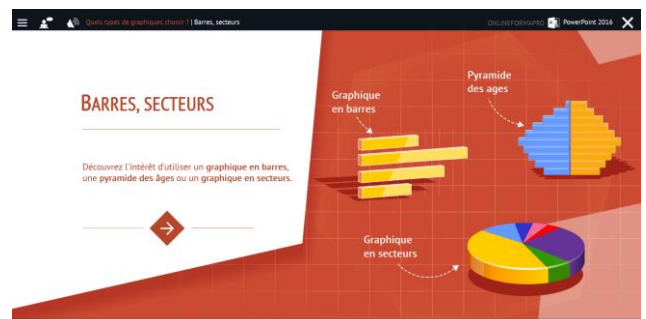 Quels types de graphiques choisir ? | Barres, secteurs
ONLINEFORMAPRO PowerPoint 2016
BARRES, SECTEURS
Découvrez l'intérêt d'utiliser un graphique en barres,
une pyramide des âges ou un graphique en secteurs.
Graphique
en barres
Pyramide
des ages
Graphique
en secteurs